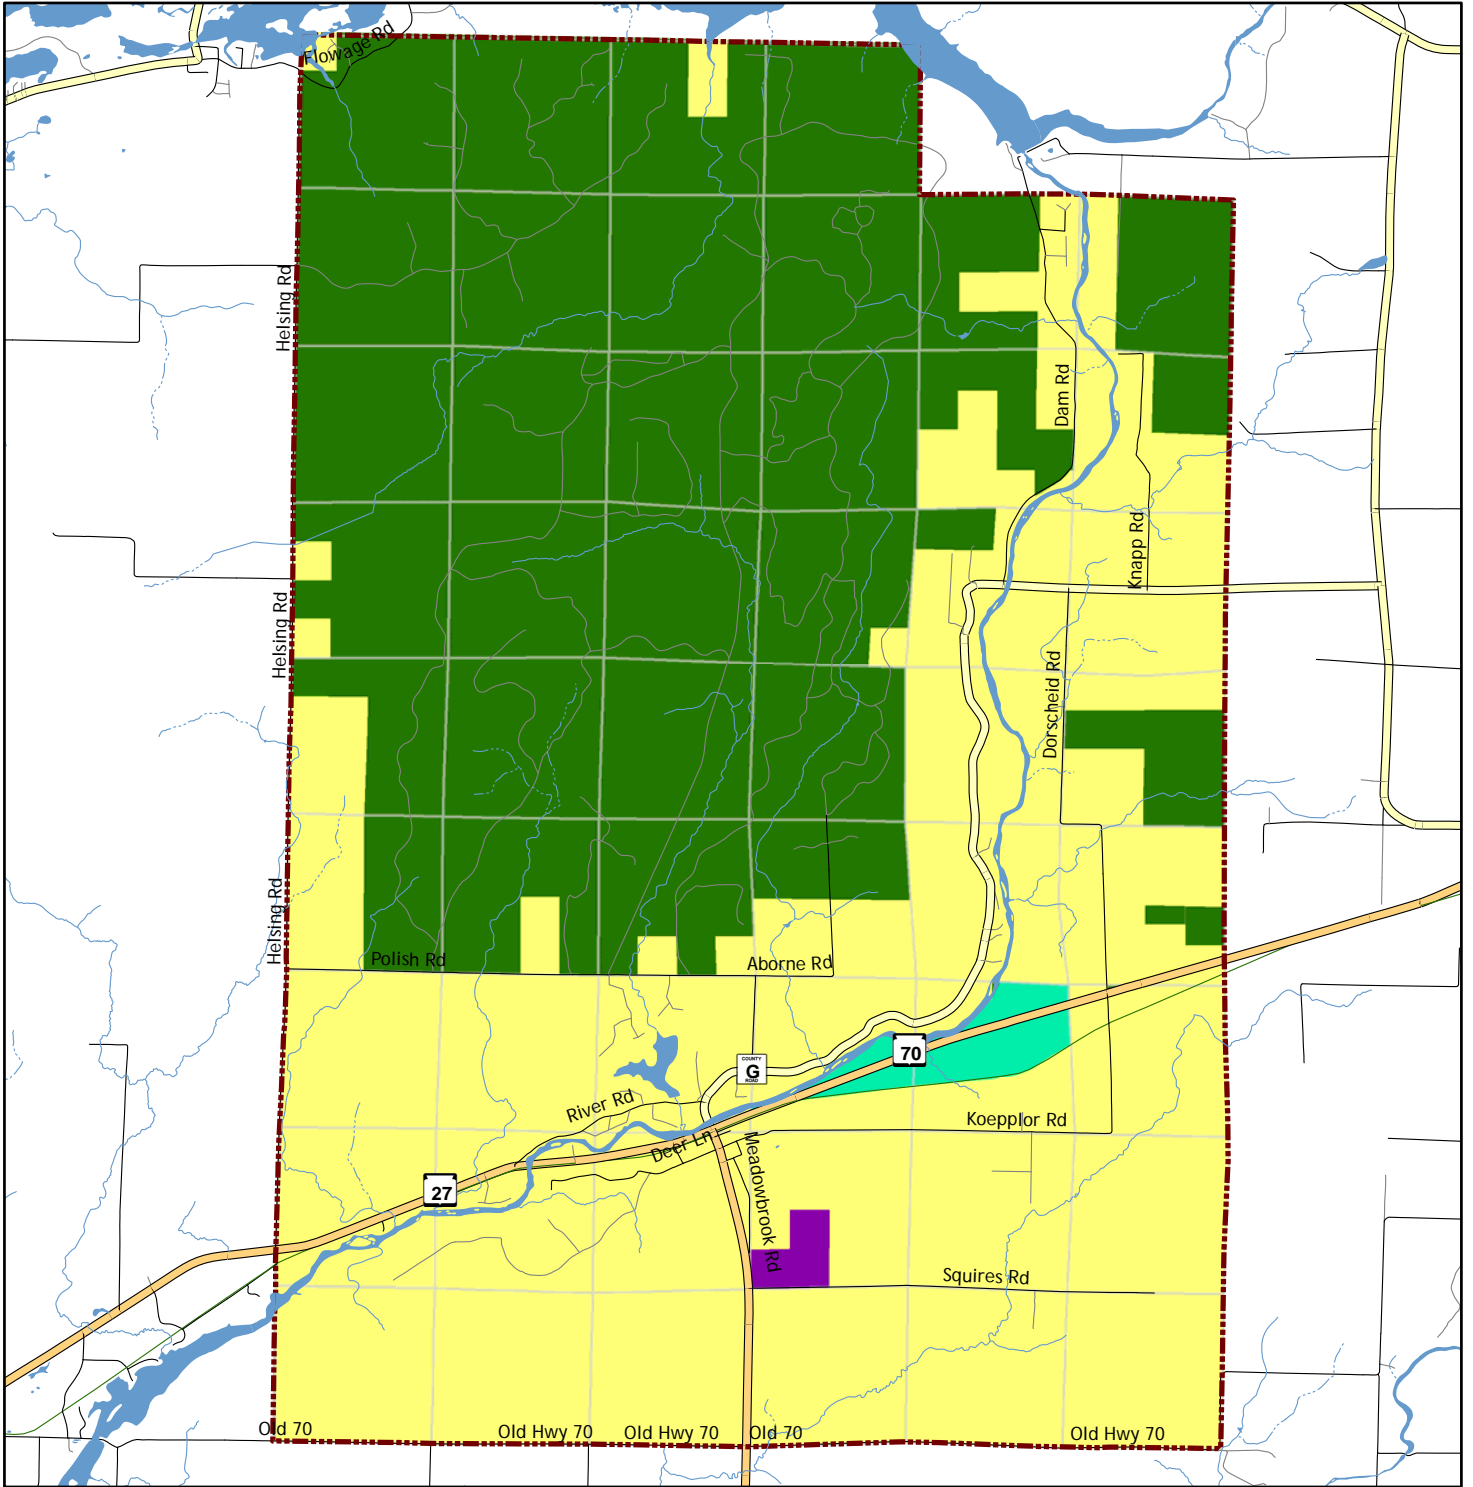 Flowage Rd
Helsing Rd
Dam Rd
Knapp Rd
Helsing Rd
Dorscheid Rd
Helsing Rd
Polish Rd
Aborne Rd
70
COUNTY
G
ROAD
River Rd
Koepplor Rd
Deer Ln
Meadowbrook Rd
27
Squires Rd
Old 70
Old Hwy 70
Old Hwy 70
Old 70
Old Hwy 70